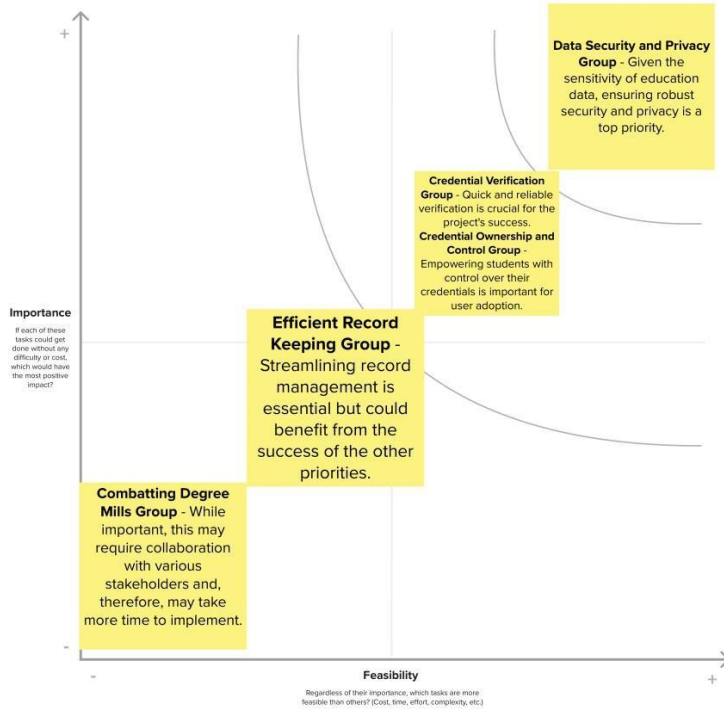 +
Data Security and Privacy
Group - Given the
sensitivity of education
data, ensuring robust
security and privacy is a
top priority.
Credential Verification
Group - Quick and reliable
verification is crucial for the
project's success.
Credential Ownership and
Control Group -
Empowering students with
control over their
credentials is important for
user adoption.
Importance
If each of these
tasks could get
done without any
difficulty or cost,
which would have
the most positive
impact?
Efficient Record
Keeping Group -
Streamlining record
management is
essential but could
benefit from the
success of the other
priorities.
Combatting Degree
Mills Group - While
important, this may
require collaboration
with various
stakeholders and,
therefore, may take
more time to implement.
-
-
Feasibility
+
Regardless of their importance, which tasks are more
feasible than others? (Cost, time, effort, complexity, etc.)